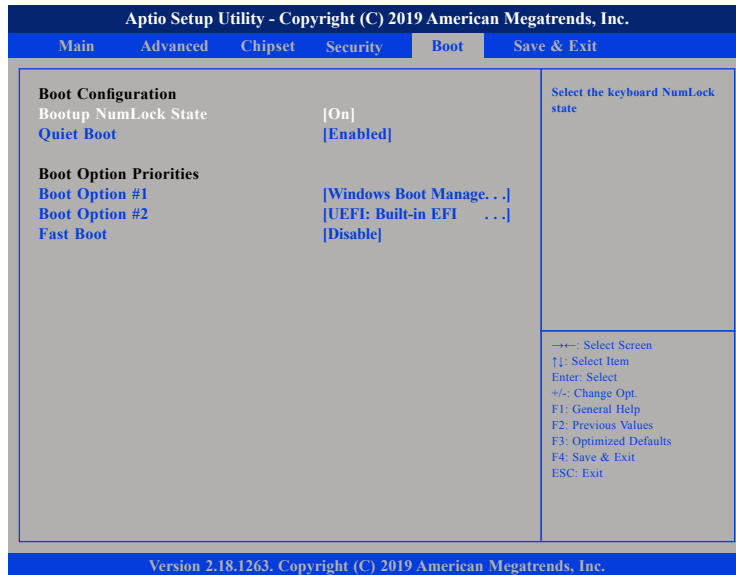 Aptio Setup Utility - Copyright (C) 2019 American Megatrends, Inc.
Main Advanced Chipset Security Boot Save & Exit
Boot Configuration
Bootup NumLock State [On]
Quiet Boot [Enabled]
Boot Option Priorities
Boot Option #1 [Windows Boot Manage. . .]
Boot Option #2 [UEFI: Built-in EFI . . .]
Fast Boot [Disable]
Select the keyboard NumLock
state
→←: Select Screen
↑↓: Select Item
Enter: Select
+/-: Change Opt.
F1: General Help
F2: Previous Values
F3: Optimized Defaults
F4: Save & Exit
ESC: Exit
Version 2.18.1263. Copyright (C) 2019 American Megatrends, Inc.